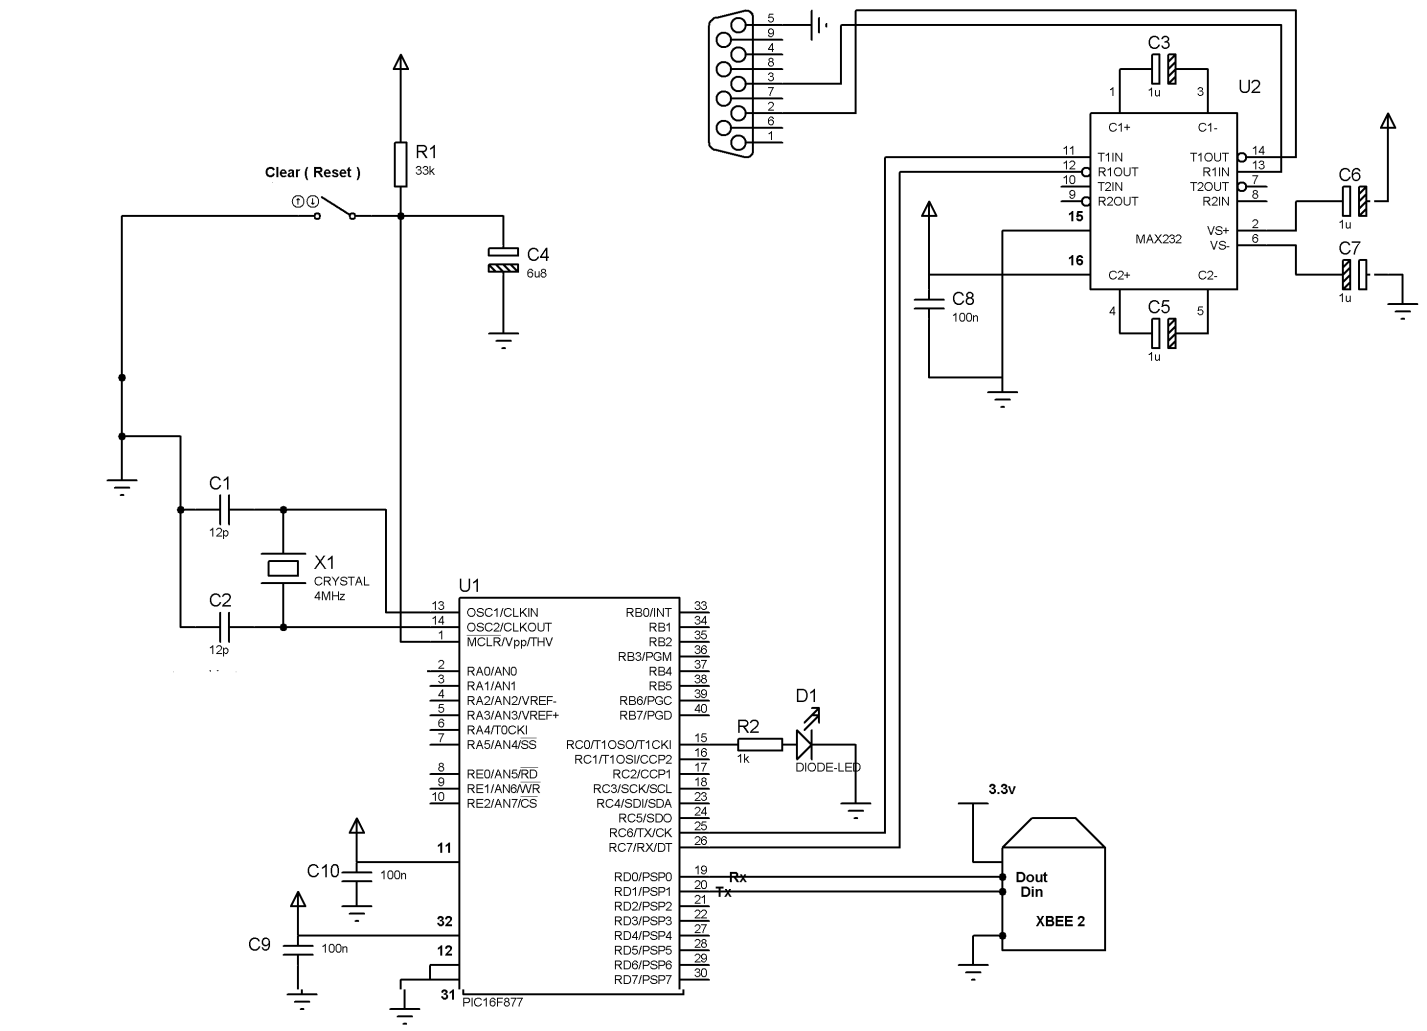 5
9
4
8
3
7
2
6
1
C3
1u
1
3
U2
C1+
C1-
11
T1IN
T1OUT
14
12
R1OUT
R1IN
13
10
T2IN
T2OUT
7
9
R2OUT
R2IN
8
15
VS+
2
MAX232
VS-
6
16
C2+
C2-
4
5
C5
1u
C6
1u
C7
1u
C8
100n
R1
33k
Clear ( Reset )
C4
6u8
C1
12p
X1
CRYSTAL
4MHz
C2
12p
U1
13
OSC1/CLKIN
14
OSC2/CLKOUT
1
MCLR/Vpp/THV
2
RA0/AN0
3
RA1/AN1
4
RA2/AN2/VREF-
5
RA3/AN3/VREF+
6
RA4/T0CKI
7
RA5/AN4/SS
8
RE0/AN5/RD
9
RE1/AN6/WR
10
RE2/AN7/CS
11
32
12
31
RB0/INT
33
RB1
34
RB2
35
RB3/PGM
36
RB4
37
RB5
38
RB6/PGC
39
RB7/PGD
40
RC0/T1OSO/T1CKI
15
RC1/T1OSI/CCP2
16
RC2/CCP1
17
RC3/SCK/SCL
18
RC4/SDI/SDA
23
RC5/SDO
24
RC6/TX/CK
25
RC7/RX/DT
26
RD0/PSP0
19
RD1/PSP1
20
RD2/PSP2
21
RD3/PSP3
22
RD4/PSP4
27
RD5/PSP5
28
RD6/PSP6
29
RD7/PSP7
30
PIC16F877
C10
100n
C9
100n
R2
1k
D1
DIODE-LED
Rx
Tx
3.3v
Dout
Din
XBEE 2